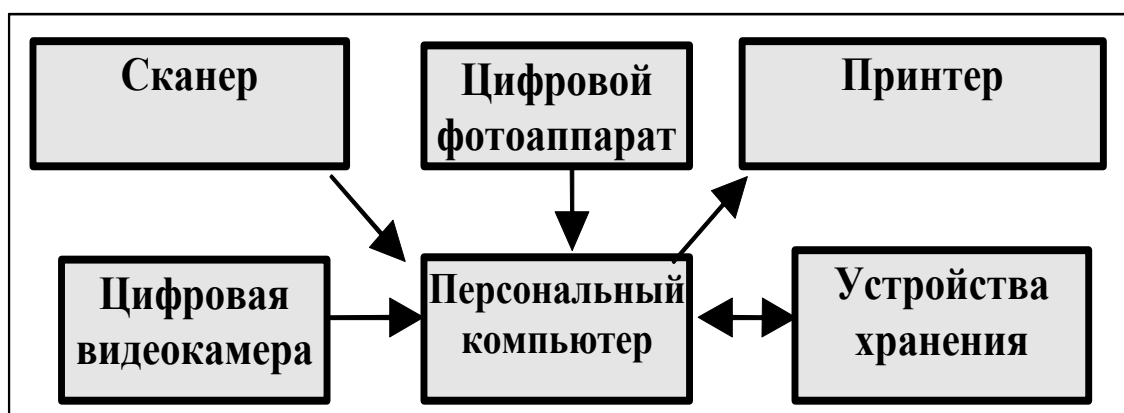 Сканер
Цифровой
фотоаппарат
Принтер
Цифровая
видеокамера
Персональный
компьютер
Устройства
хранения